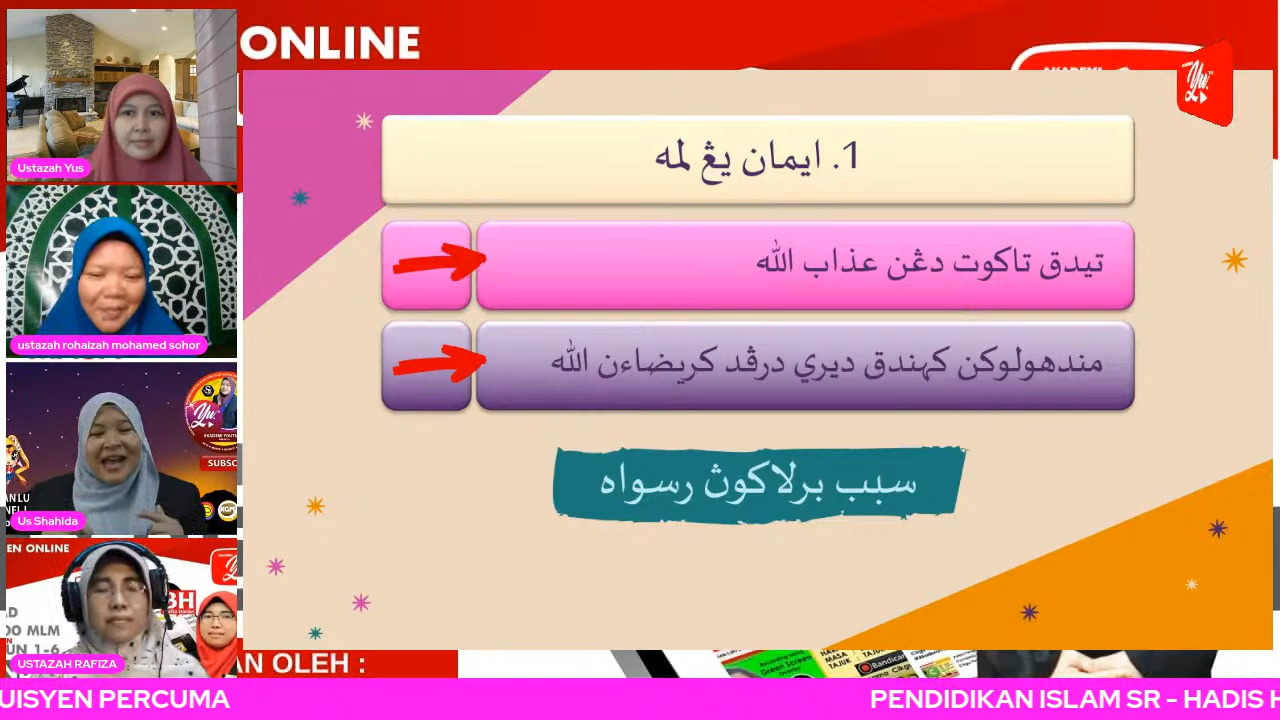 ONLINE
1. ايمان يڠ لمه
تيدق تاكوت دڠن عذاب الله
مندهولوكن كهندق ديري درڤد كريضاءن الله
سبب برلاكوڽ رسواه
Ustazah Yus
ustazah rohaizah mohamed sohor
SUBSC
Us Shahida
EN ONLINE
USTAZAH RAFIZA
AN OLEH :
UISYEN PERCUMA
PENDIDIKAN ISLAM SR - HADIS H